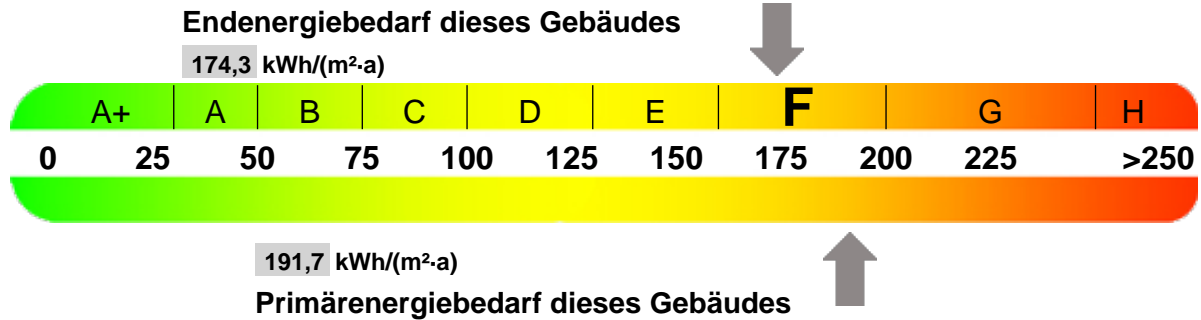 Endenergiebedarf dieses Gebäudes
174,3 kWh/(m²·a)
A+ A B C D E F G H
0 25 50 75 100 125 150 175 200 225 >250
191,7 kWh/(m²·a)
Primärenergiebedarf dieses Gebäudes